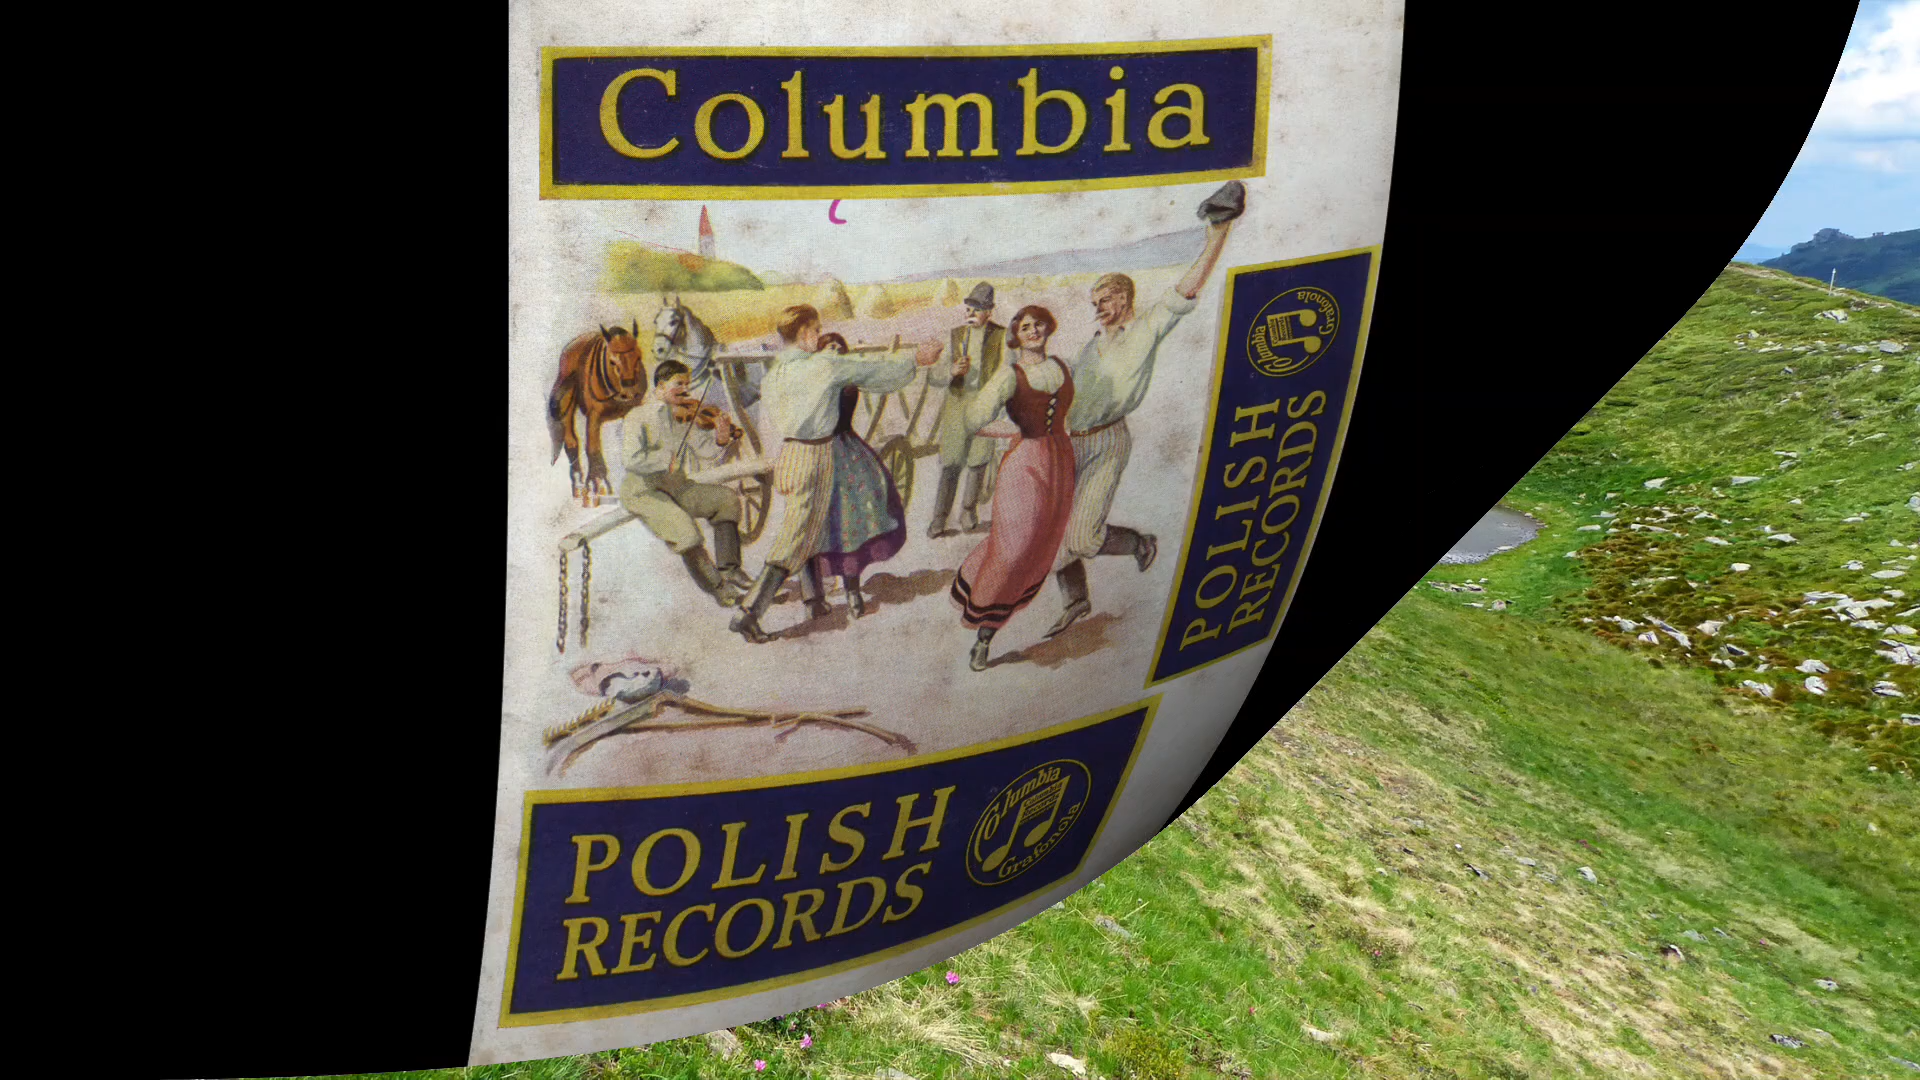 Columbia
Columbia
Grafonola
POLISH
RECORDS
POLISH
RECORDS
Columbia
Grafonola